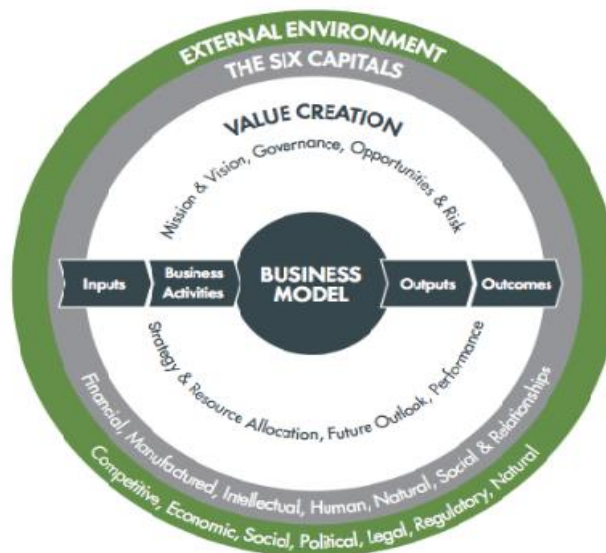 EXTERNAL ENVIRONMENT
THE SIX CAPITALS
VALUE CREATION
Mission & Vision, Governance, Opportunities & Risk
Inputs
Business
Activities
BUSINESS
MODEL
Outputs
Outcomes
Strategy & Resource Allocation, Future Outlook, Performance
Financial, Manufactured, Intellectual, Human, Natural, Social & Relationships
Competitive, Economic, Social, Political, Legal, Regulatory, Natural